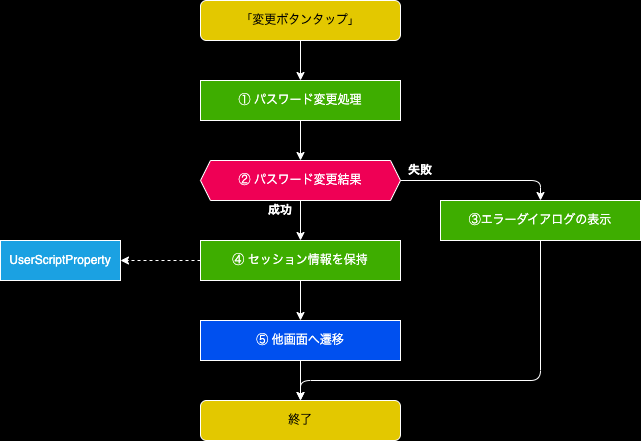 「変更ボタンタップ」
① パスワード変更処理
② パスワード変更結果
失敗
成功
③エラーダイアログの表示
UserScriptProperty
④ セッション情報を保持
⑤ 他画面へ遷移
終了